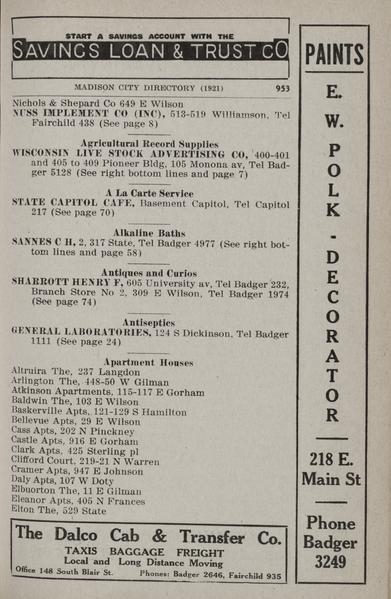 START A SAVINGS ACCOUNT WITH THE
SAVINGS LOAN & TRUST CO
MADISON CITY DIRECTORY (1921) 953
Nichols & Shepard Co 649 E Wilson
NUSS IMPLEMENT CO (INC), 513-519 Williamson, Tel
Fairchild 438 (See page 8)
Agricultural Record Supplies
WISCONSIN LIVE STOCK ADVERTISING CO, 400-401
and 405 to 409 Pioneer Bldg, 105 Monona av, Tel Bad-
ger 5128 (See right bottom lines and page 7)
A La Carte Service
STATE CAPITOL CAFE, Basement Capitol, Tel Capitol
217 (See page 70)
Alkaline Baths
SANNES C H, 2, 317 State, Tel Badger 4977 (See right bot-
tom lines and page 58)
Antiques and Curios
SHARROTT HENRY F, 605 University av, Tel Badger 232,
Branch Store No 2, 309 E Wilson, Tel Badger 1974
(See page 74)
Antiseptics
GENERAL LABORATORIES, 124 S Dickinson, Tel Badger
1111 (See page 24)
Apartment Houses
Altruira The, 237 Langdon
Arlington The, 448-50 W Gilman
Atkinson Apartments, 115-117 E Gorham
Baldwin The, 103 E Wilson
Baskerville Apts, 121-129 S Hamilton
Bellevue Apts, 29 E Wilson
Cass Apts, 202 N Pinckney
Castle Apts, 916 E Gorham
Clark Apts, 425 Sterling pl
Clifford Court, 219-21 N Warren
Cramer Apts, 947 E Johnson
Daly Apts, 107 W Doty
Elbuorton The, 11 E Gilman
Eleanor Apts, 405 N Frances
Elton The, 529 State
The Dalco Cab & Transfer Co.
TAXIS BAGGAGE FREIGHT
Local and Long Distance Moving
Office 148 South Blair St. Phones: Badger 2646, Fairchild 935
PAINTS
E. W. POLK - DECORATOR
218 E.
Main St
Phone
Badger
3249